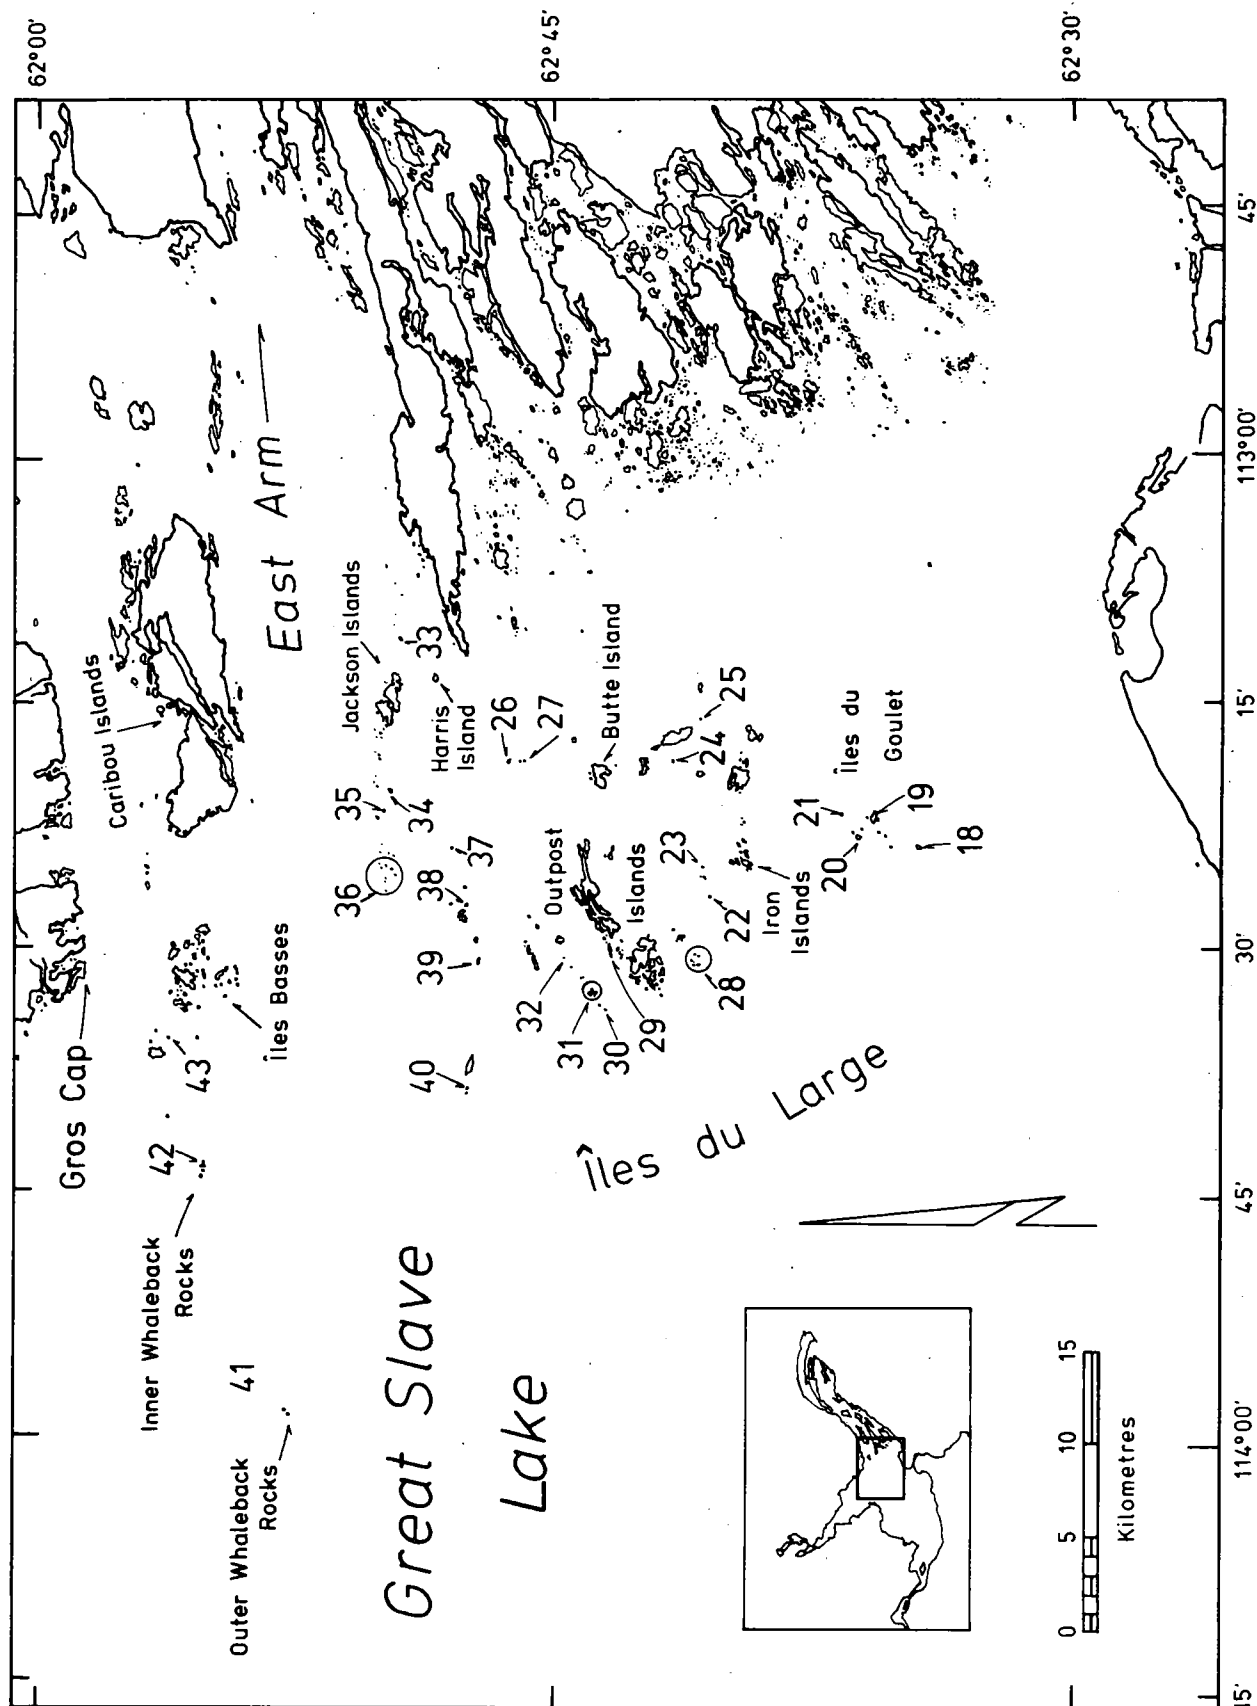 62°00'
62°45'
62°30'
45'
113°00'
15'
30'
45'
114°00'
15'
Gros Cap
Caribou Islands
East Arm
Îles Basses
43
42
Inner Whaleback
Rocks
41
Outer Whaleback
Rocks
Jackson Islands
33
Harris
Island
35
34
36
37
38
39
40
26
27
Butte Island
Outpost
Islands
32
31
30
29
28
25
24
23
22
Iron
Islands
21
20
19
18
Îles du
Goulet
Îles du Large
Great Slave
Lake
0
5
10
15
Kilometres